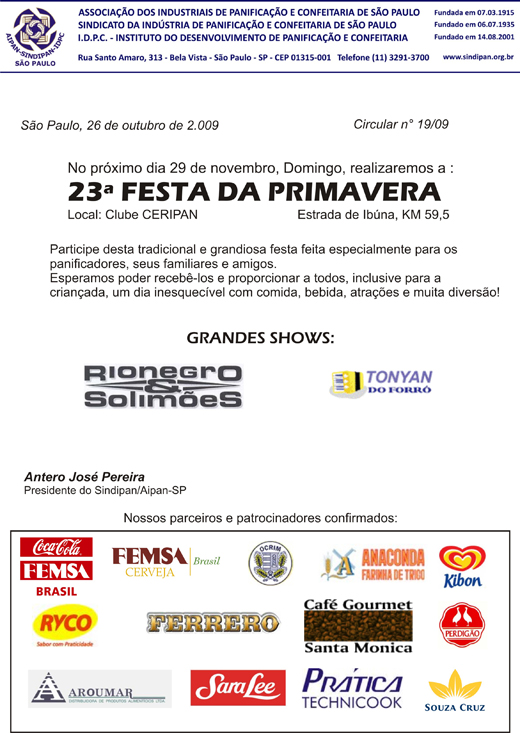 ASSOCIAÇÃO DOS INDUSTRIAIS DE PANIFICAÇÃO E CONFEITARIA DE SÃO PAULO
Fundada em 07.03.1915
SINDICATO DA INDÚSTRIA DE PANIFICAÇÃO E CONFEITARIA DE SÃO PAULO
Fundado em 06.07.1935
I.D.P.C. - INSTITUTO DO DESENVOLVIMENTO DE PANIFICAÇÃO E CONFEITARIA
Fundado em 14.08.2001
AIPAN-SINDIPAN-IDPC
SÃO PAULO
Rua Santo Amaro, 313 - Bela Vista - São Paulo - SP - CEP 01315-001 Telefone (11) 3291-3700
www.sindipan.org.br
São Paulo, 26 de outubro de 2.009
Circular n° 19/09
No próximo dia 29 de novembro, Domingo, realizaremos a :
23ª FESTA DA PRIMAVERA
Local: Clube CERIPAN
Estrada de Ibúna, KM 59,5
Participe desta tradicional e grandiosa festa feita especialmente para os
panificadores, seus familiares e amigos.
Esperamos poder recebê-los e proporcionar a todos, inclusive para a
criançada, um dia inesquecível com comida, bebida, atrações e muita diversão!
GRANDES SHOWS:
RIONEGRO
&
SOLIMÕES
TONYAN
DO FORRÓ
Antero José Pereira
Presidente do Sindipan/Aipan-SP
Nossos parceiros e patrocinadores confirmados:
Coca-Cola
FEMSA
BRASIL
FEMSA
CERVEJA
Brasil
OCRIM
ANACONDA
FARINHA DE TRIGO
Kibon
RYCO
Sabor com Praticidade
FERRERO
Café Gourmet
Santa Monica
PERDIGÃO
AROUMAR
DISTRIBUIDORA DE PRODUTOS ALIMENTÍCIOS LTDA.
Sara Lee
PRÁTICA
TECHNICOOK
SOUZA CRUZ